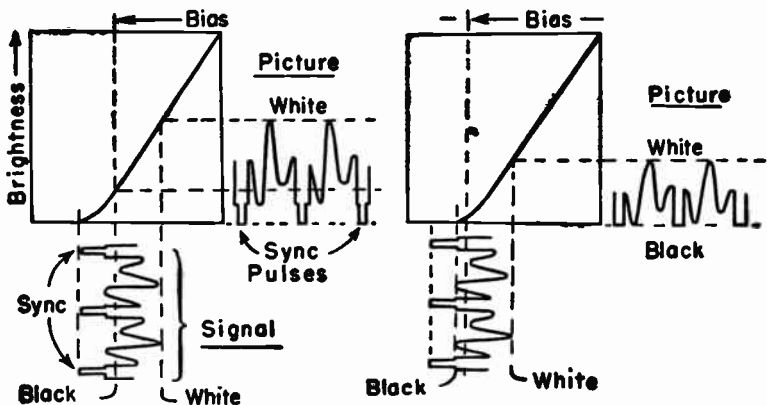 Bias
Brightness
Picture
White
Sync
Pulses
Sync
Signal
Black
White
Bias
Picture
White
Black
Black
White